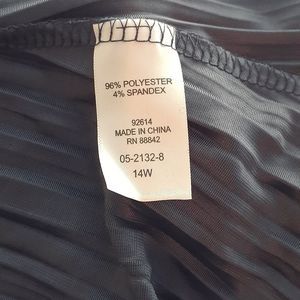 96% POLYESTER
4% SPANDEX
92614
MADE IN CHINA
RN 88842
05-2132-8
14W